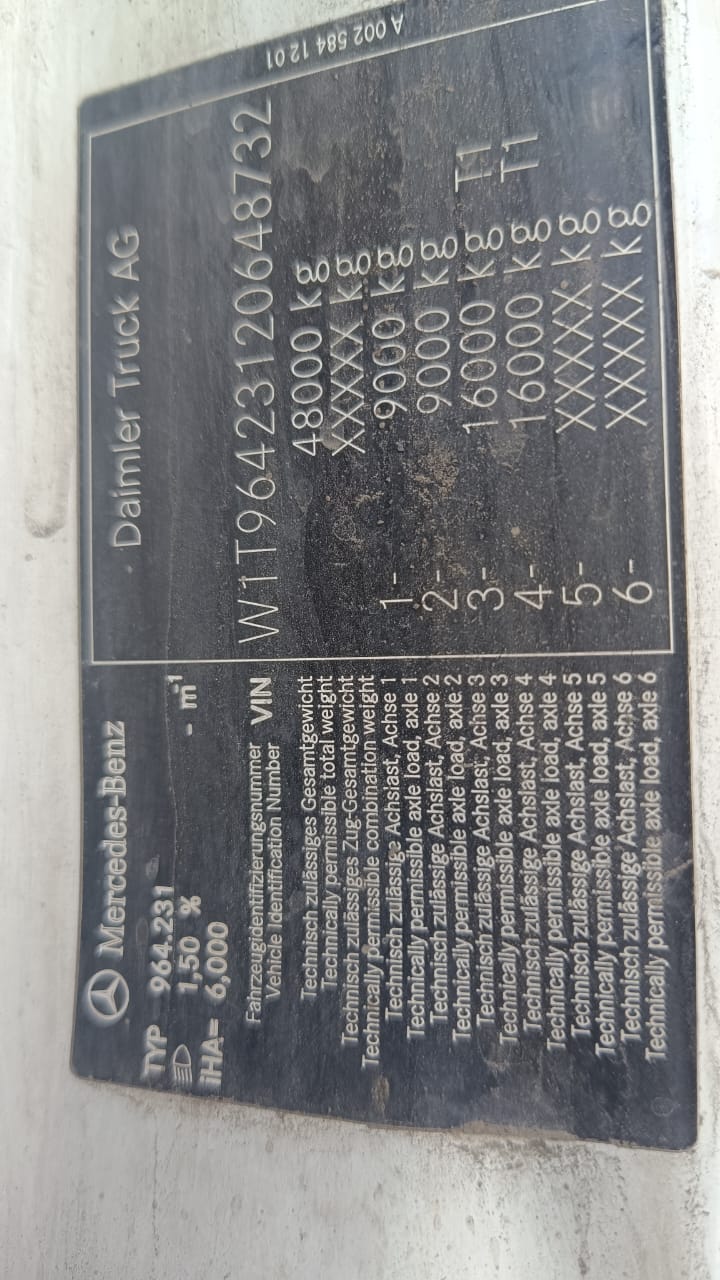 Mercedes-Benz Daimler Truck AG
TYP 964.231 - m⁻¹
1,50 %
iHA= 6,000
Fahrzeugidentifizierungsnummer
Vehicle Identification Number VIN W1T96423120648732
Technisch zulässiges Gesamtgewicht 48000 kg
Technically permissible total weight
Technisch zulässiges Zug-Gesamtgewicht XXXXX kg
Technically permissible combination weight
Technisch zulässige Achslast, Achse 1 1- 9000 kg
Technically permissible axle load, axle 1
Technisch zulässige Achslast, Achse 2 2- 9000 kg
Technically permissible axle load, axle 2
Technisch zulässige Achslast, Achse 3 3- 16000 kg T1
Technically permissible axle load, axle 3
Technisch zulässige Achslast, Achse 4 4- 16000 kg T1
Technically permissible axle load, axle 4
Technisch zulässige Achslast, Achse 5 5- XXXXX kg
Technically permissible axle load, axle 5
Technisch zulässige Achslast, Achse 6 6- XXXXX kg
Technically permissible axle load, axle 6
A 002 584 12 01